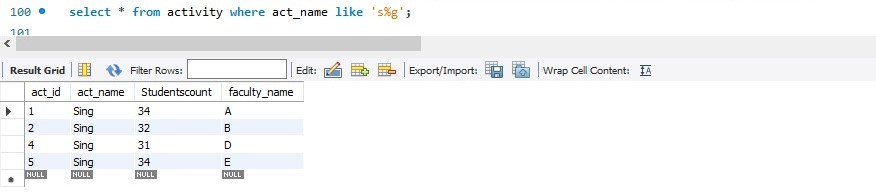 100 select * from activity where act_name like 's%g';
101
Result Grid Filter Rows: Edit: Export/Import: Wrap Cell Content: IA
act_id act_name Studentscount faculty_name
1 Sing 34 A
2 Sing 32 B
4 Sing 31 D
5 Sing 34 E
NULL NULL NULL NULL